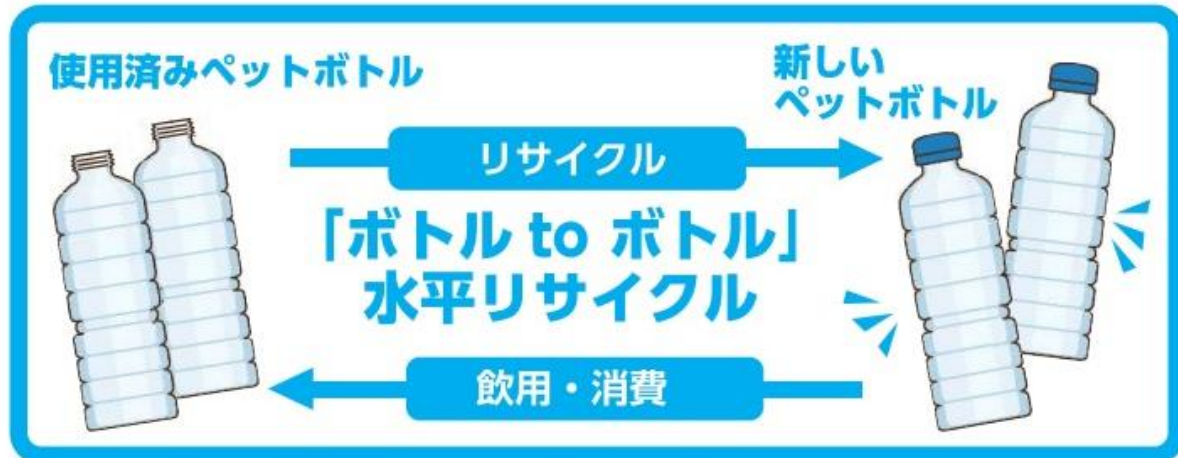 使用済みペットボトル
新しい
ペットボトル
リサイクル
「ボトル to ボトル」
水平リサイクル
飲用・消費